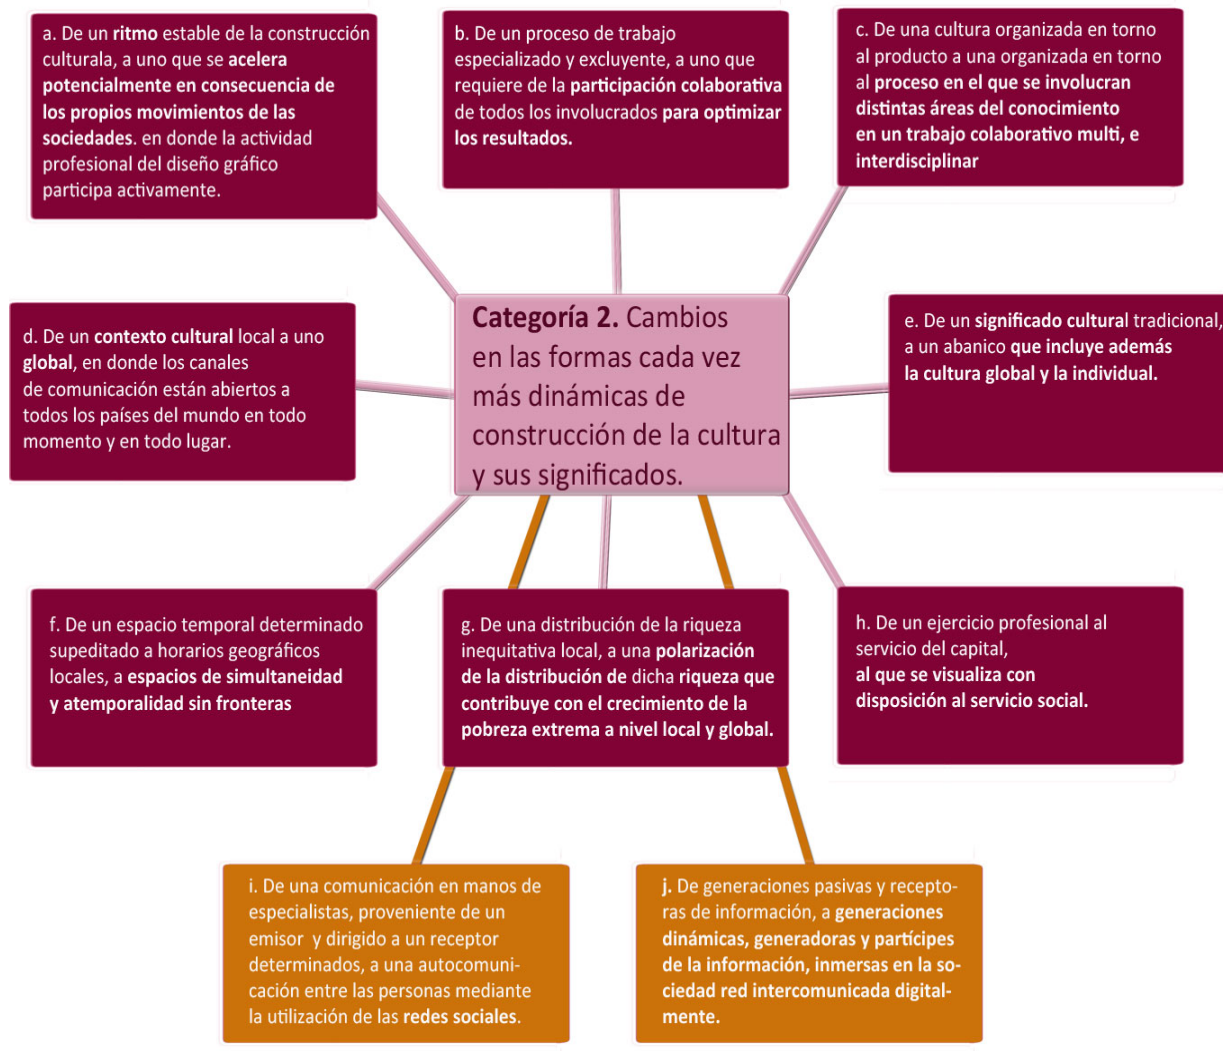 a. De un ritmo estable de la construcción
culturala, a uno que se acelera
potencialmente en consecuencia de
los propios movimientos de las
sociedades. en donde la actividad
profesional del diseño gráfico
participa activamente.
b. De un proceso de trabajo
especializado y excluyente, a uno que
requiere de la participación colaborativa
de todos los involucrados para optimizar
los resultados.
c. De una cultura organizada en torno
al producto a una organizada en torno
al proceso en el que se involucran
distintas áreas del conocimiento
en un trabajo colaborativo multi, e
interdisciplinar
d. De un contexto cultural local a uno
global, en donde los canales
de comunicación están abiertos a
todos los países del mundo en todo
momento y en todo lugar.
Categoría 2. Cambios
en las formas cada vez
más dinámicas de
construcción de la cultura
y sus significados.
e. De un significado cultural tradicional,
a un abanico que incluye además
la cultura global y la individual.
f. De un espacio temporal determinado
supeditado a horarios geográficos
locales, a espacios de simultaneidad
y atemporalidad sin fronteras
g. De una distribución de la riqueza
inequitativa local, a una polarización
de la distribución de dicha riqueza que
contribuye con el crecimiento de la
pobreza extrema a nivel local y global.
h. De un ejercicio profesional al
servicio del capital,
al que se visualiza con
disposición al servicio social.
i. De una comunicación en manos de
especialistas, proveniente de un
emisor y dirigido a un receptor
determinados, a una autocomuni-
cación entre las personas mediante
la utilización de las redes sociales.
j. De generaciones pasivas y recepto-
ras de información, a generaciones
dinámicas, generadoras y partícipes
de la información, inmersas en la so-
ciedad red intercomunicada digital-
mente.